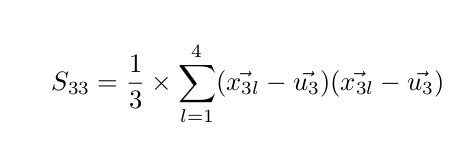 $S_{33} = \frac{1}{3} \times \sum_{l=1}^{4} (\vec{x_{3l}} - \vec{u_3})(\vec{x_{3l}} - \vec{u_3})$